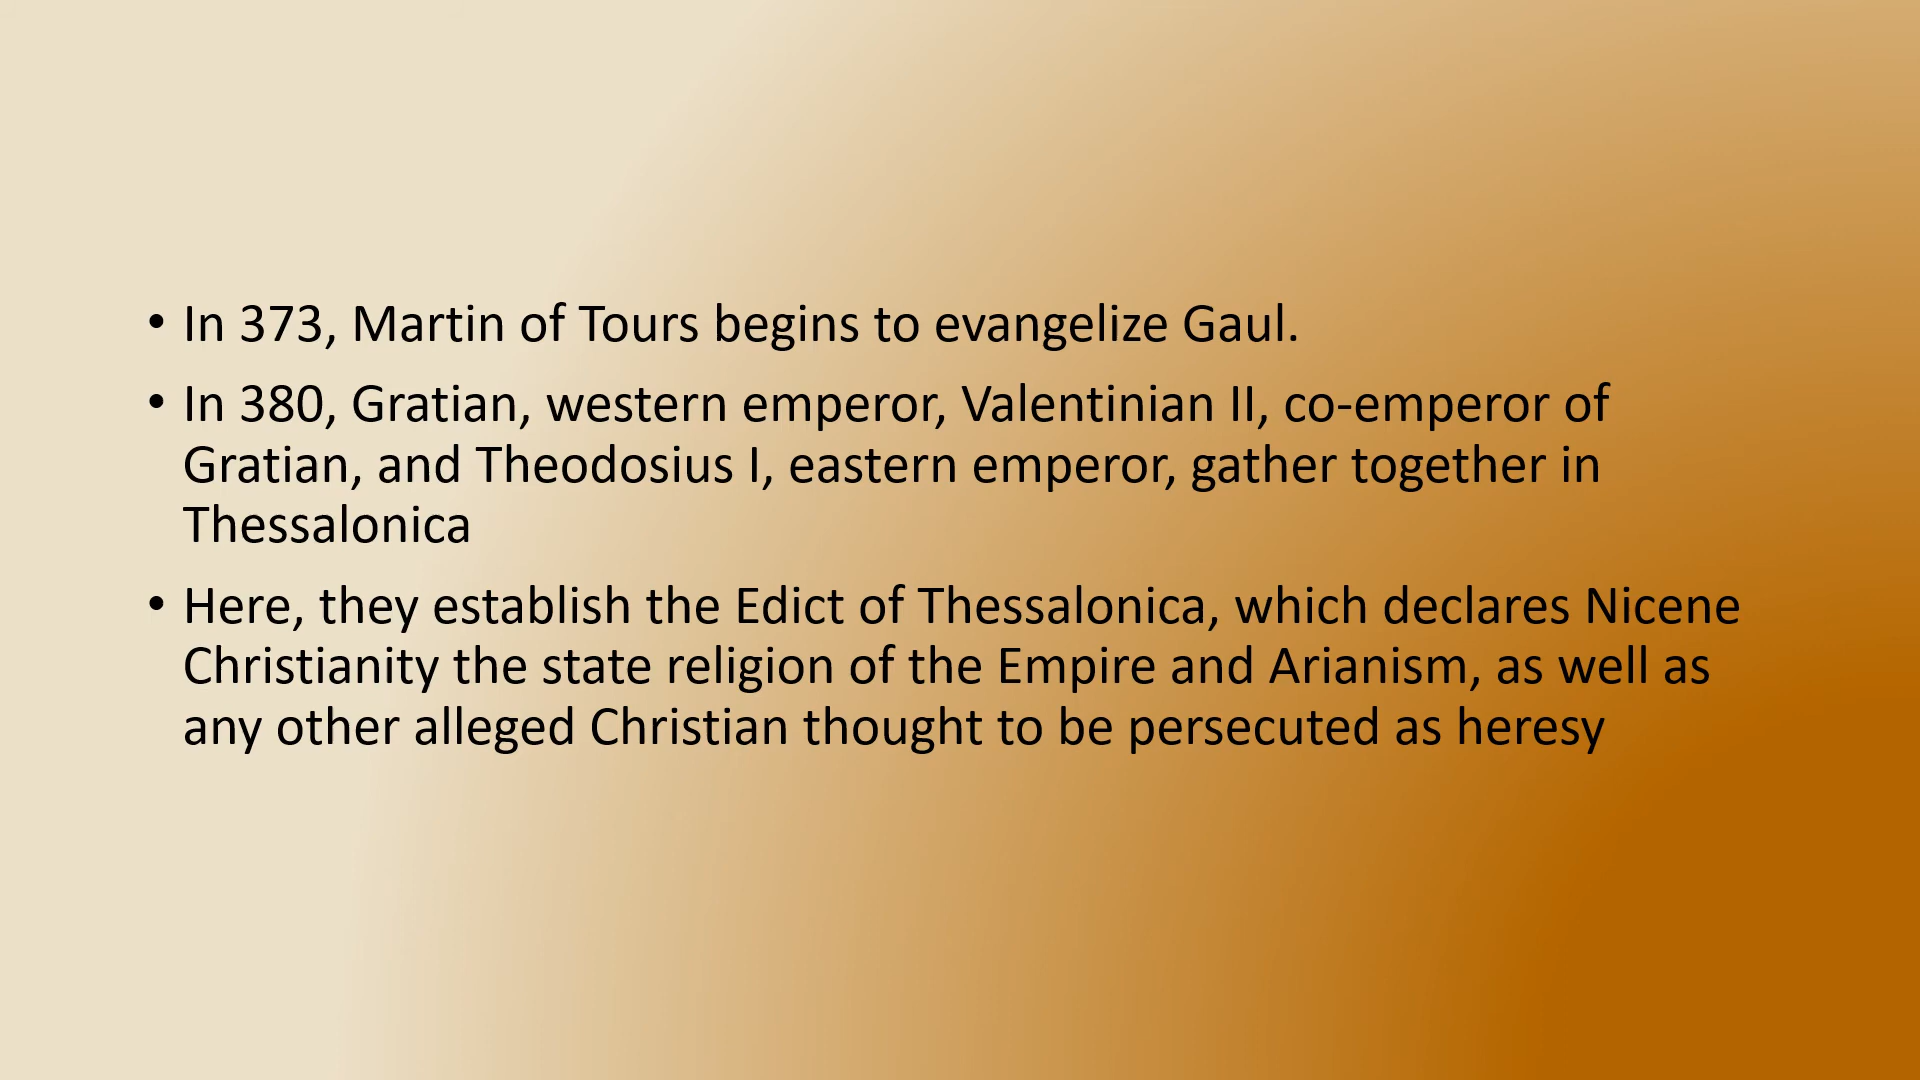 • In 373, Martin of Tours begins to evangelize Gaul.
• In 380, Gratian, western emperor, Valentinian II, co-emperor of
Gratian, and Theodosius I, eastern emperor, gather together in
Thessalonica
• Here, they establish the Edict of Thessalonica, which declares Nicene
Christianity the state religion of the Empire and Arianism, as well as
any other alleged Christian thought to be persecuted as heresy